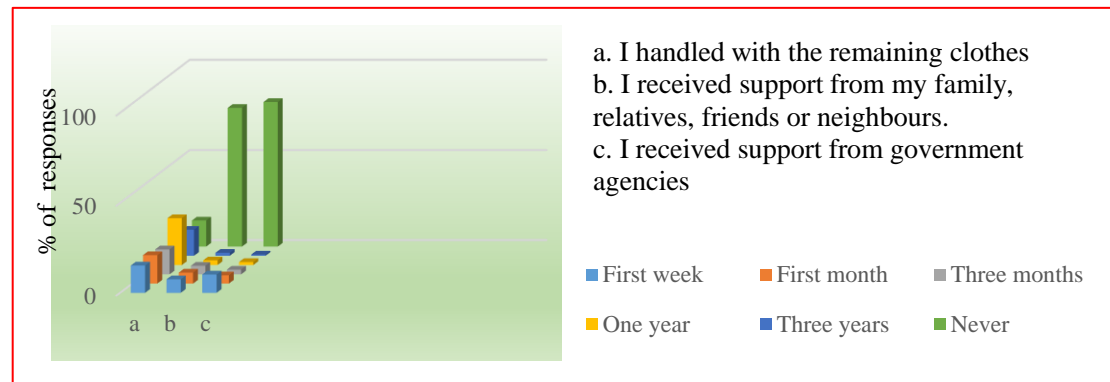 % of responses
100
50
0
a b c
a. I handled with the remaining clothes
b. I received support from my family,
relatives, friends or neighbours.
c. I received support from government
agencies
First week First month Three months
One year Three years Never